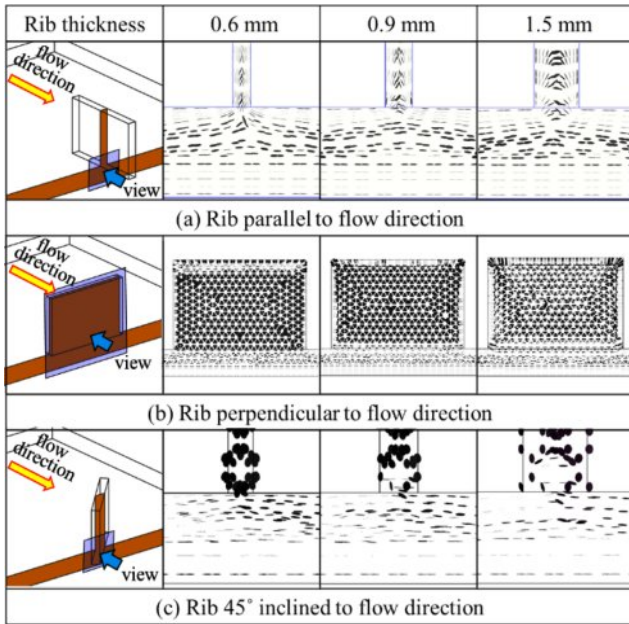 Rib thickness 0.6 mm 0.9 mm 1.5 mm
flow
direction
view
(a) Rib parallel to flow direction
flow
direction
view
(b) Rib perpendicular to flow direction
flow
direction
view
(c) Rib 45° inclined to flow direction